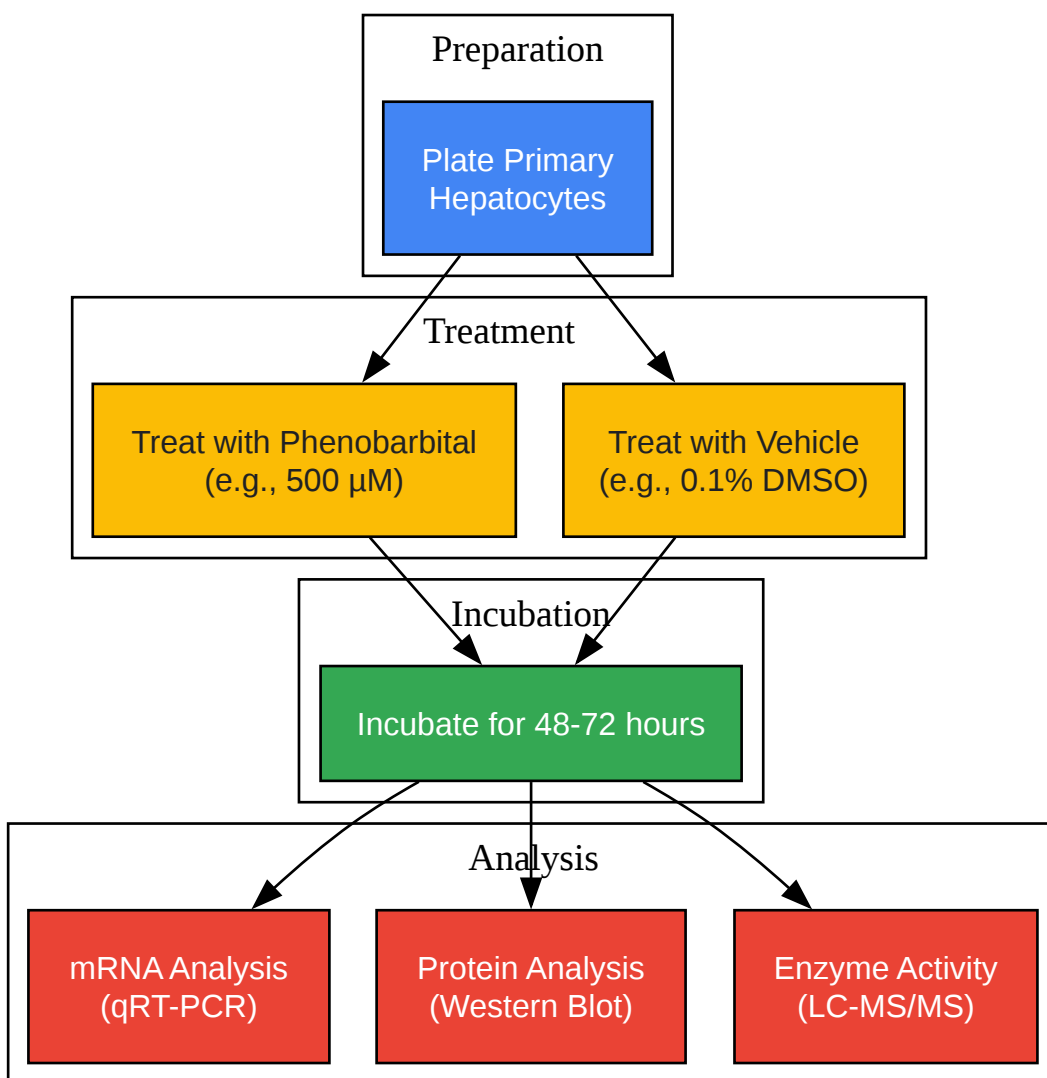 Preparation
Plate Primary
Hepatocytes
Treatment
Treat with Phenobarbital
(e.g., 500 µM)
Treat with Vehicle
(e.g., 0.1% DMSO)
Incubation
Incubate for 48-72 hours
Analysis
mRNA Analysis
(qRT-PCR)
Protein Analysis
(Western Blot)
Enzyme Activity
(LC-MS/MS)